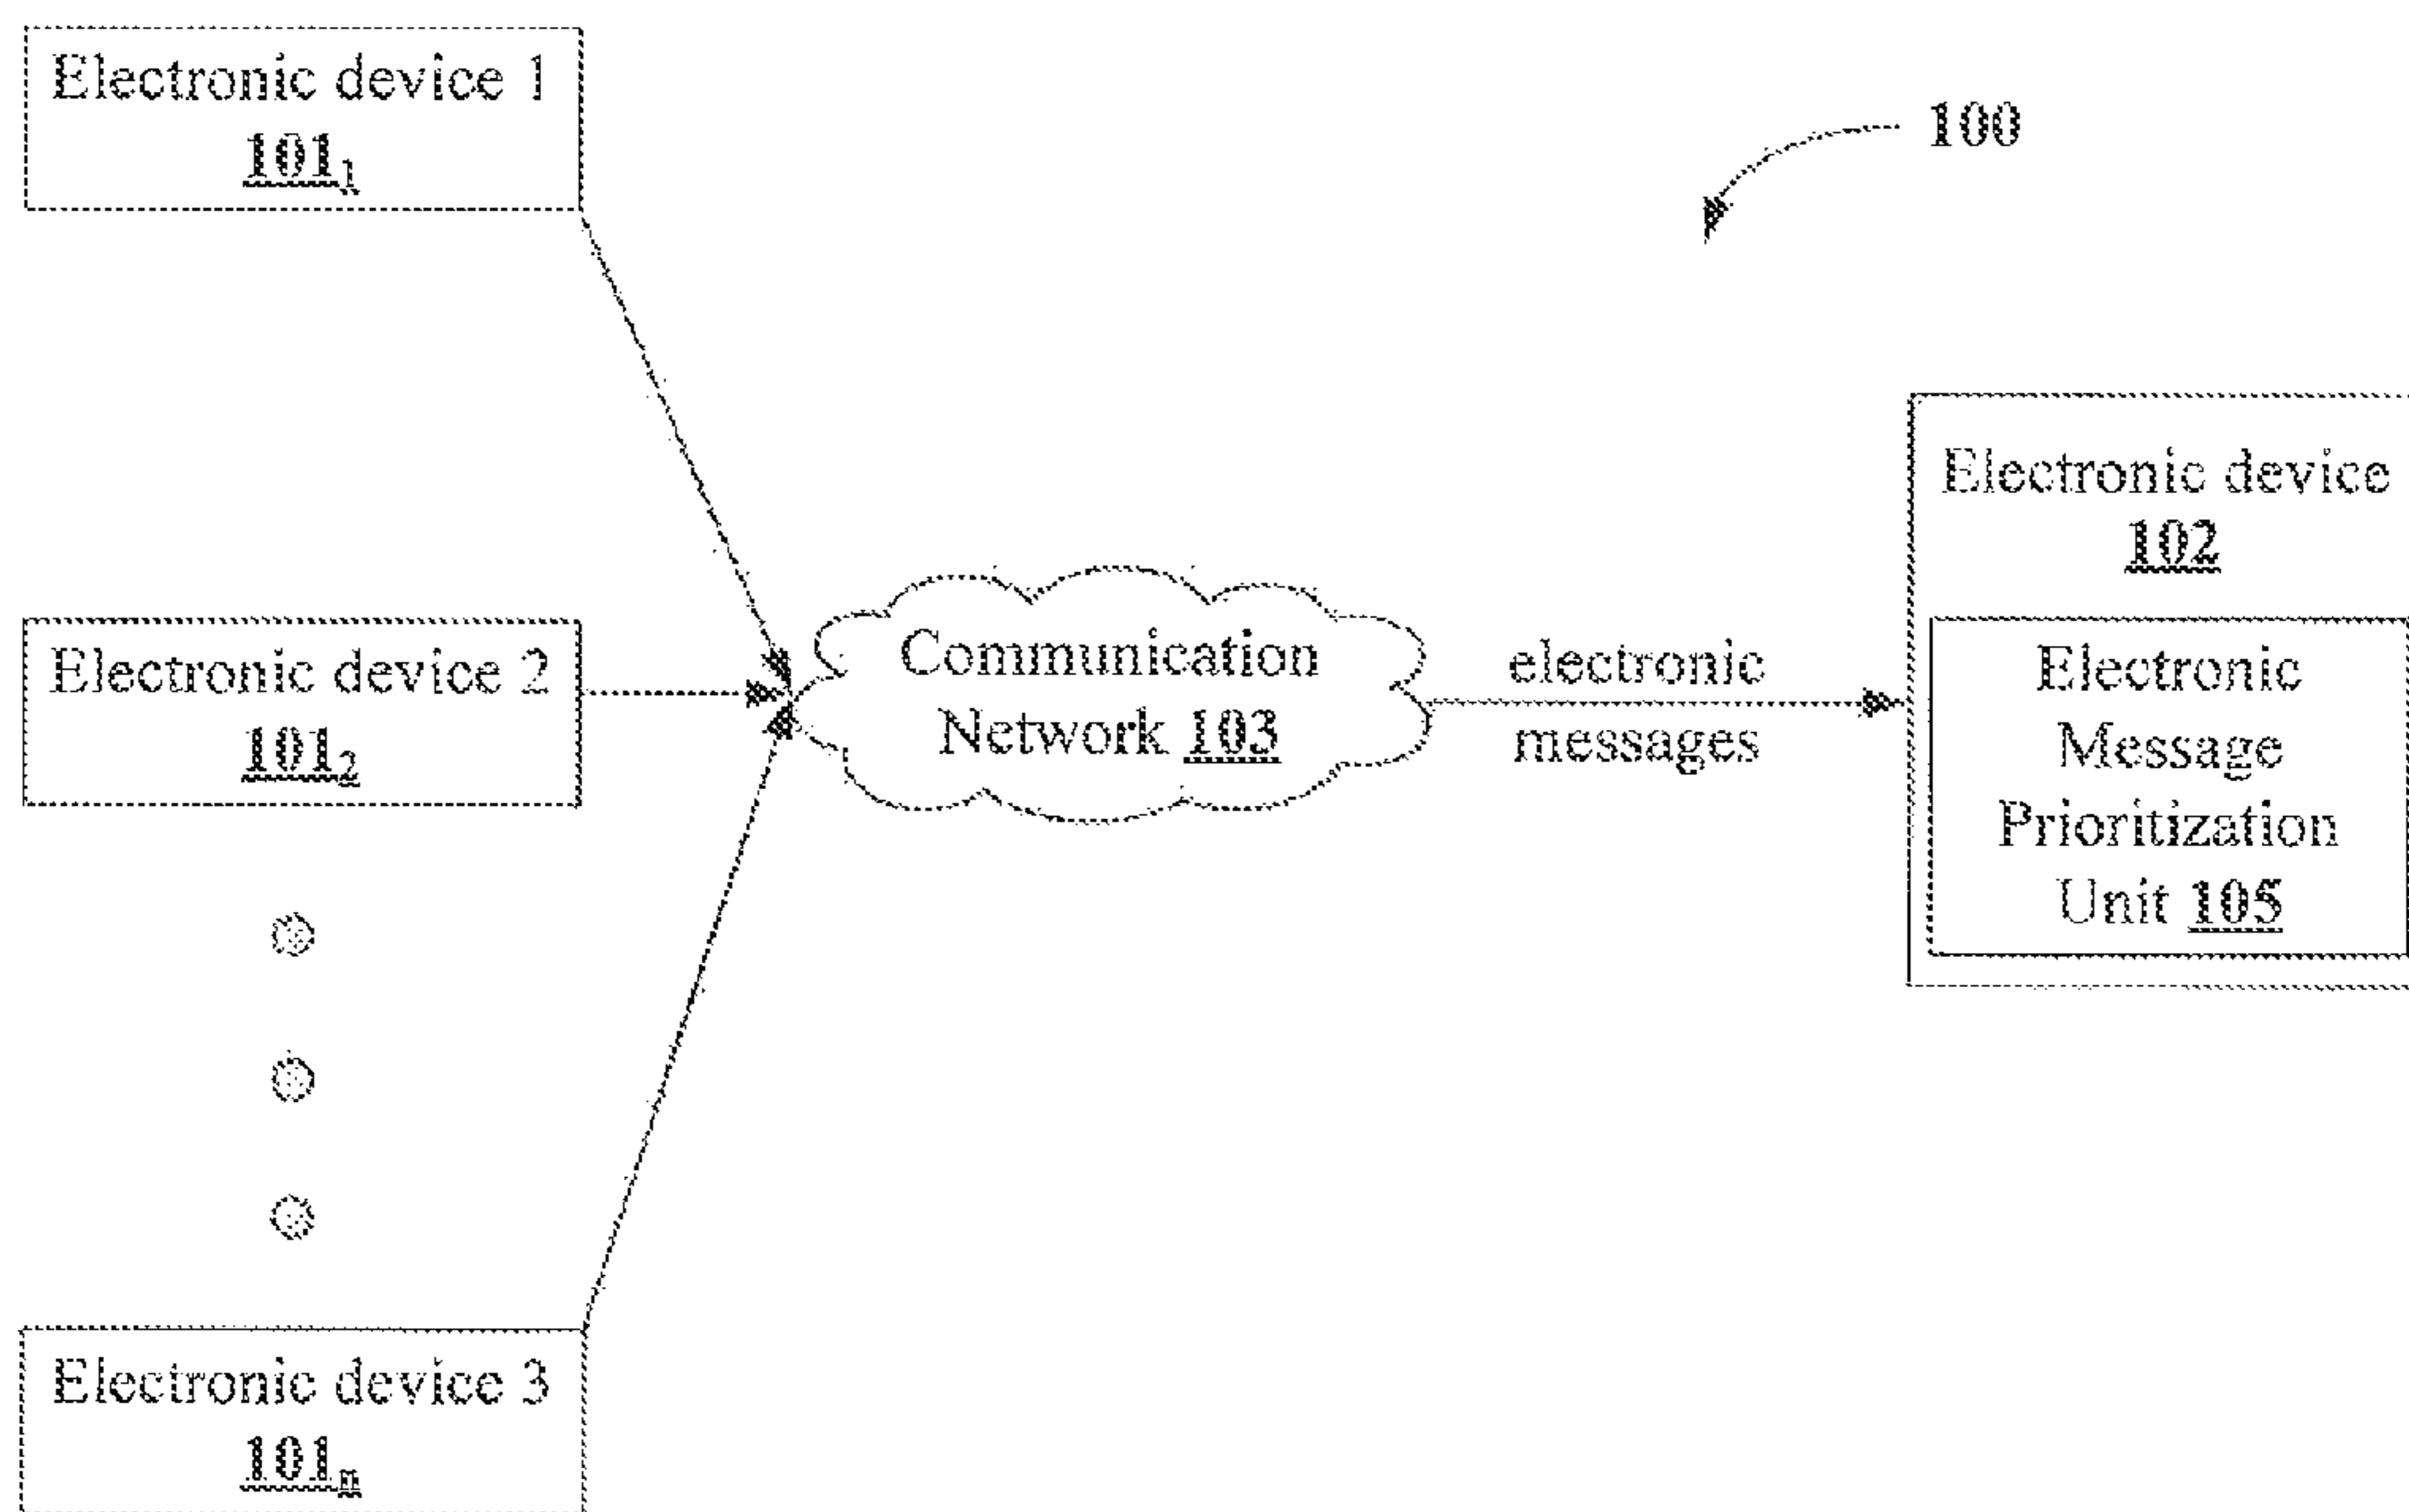 Electronic device 1
101₁
100
Electronic device
102
Electronic device 2
101₂
Communication
Network 103
electronic
messages
Electronic
Message
Prioritization
Unit 105
Electronic device 3
101ₙ